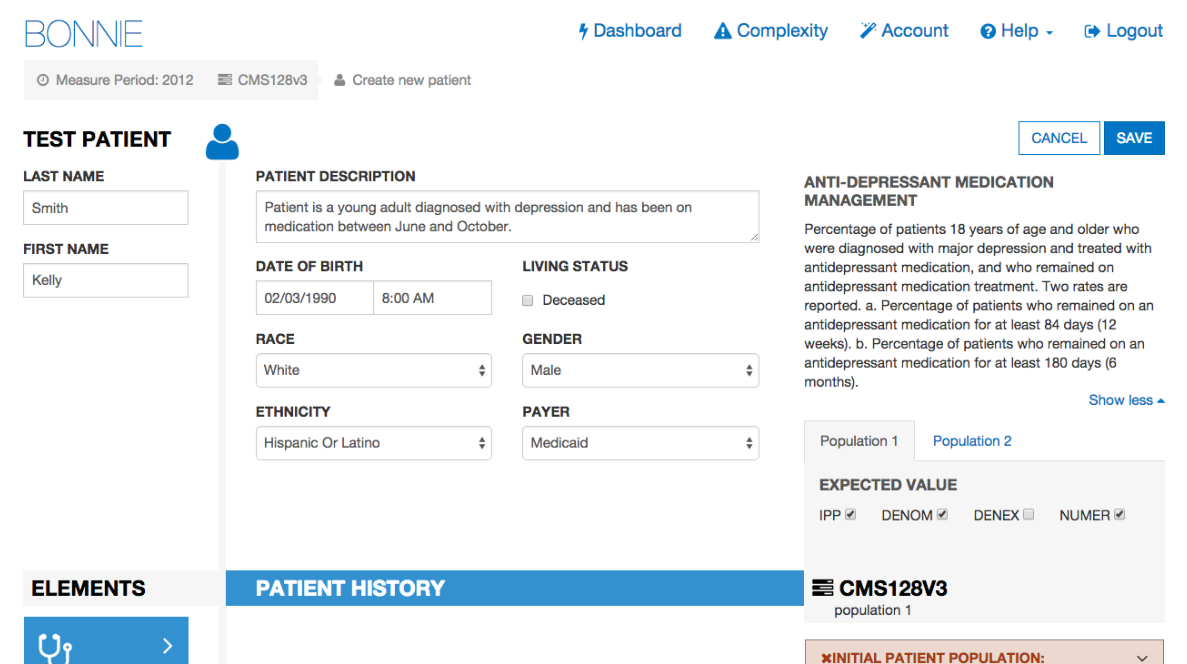 BONNIE
Dashboard Complexity Account Help Logout
Measure Period: 2012 CMS128v3 Create new patient
TEST PATIENT
CANCEL SAVE
LAST NAME
Smith
FIRST NAME
Kelly
PATIENT DESCRIPTION
Patient is a young adult diagnosed with depression and has been on
medication between June and October.
DATE OF BIRTH
02/03/1990 8:00 AM
LIVING STATUS
Deceased
RACE
White
GENDER
Male
ETHNICITY
Hispanic Or Latino
PAYER
Medicaid
ANTI-DEPRESSANT MEDICATION
MANAGEMENT
Percentage of patients 18 years of age and older who
were diagnosed with major depression and treated with
antidepressant medication, and who remained on
antidepressant medication treatment. Two rates are
reported. a. Percentage of patients who remained on an
antidepressant medication for at least 84 days (12
weeks). b. Percentage of patients who remained on an
antidepressant medication for at least 180 days (6
months).
Show less
Population 1 Population 2
EXPECTED VALUE
IPP DENOM DENEX NUMER
ELEMENTS
PATIENT HISTORY
CMS128V3
population 1
INITIAL PATIENT POPULATION: